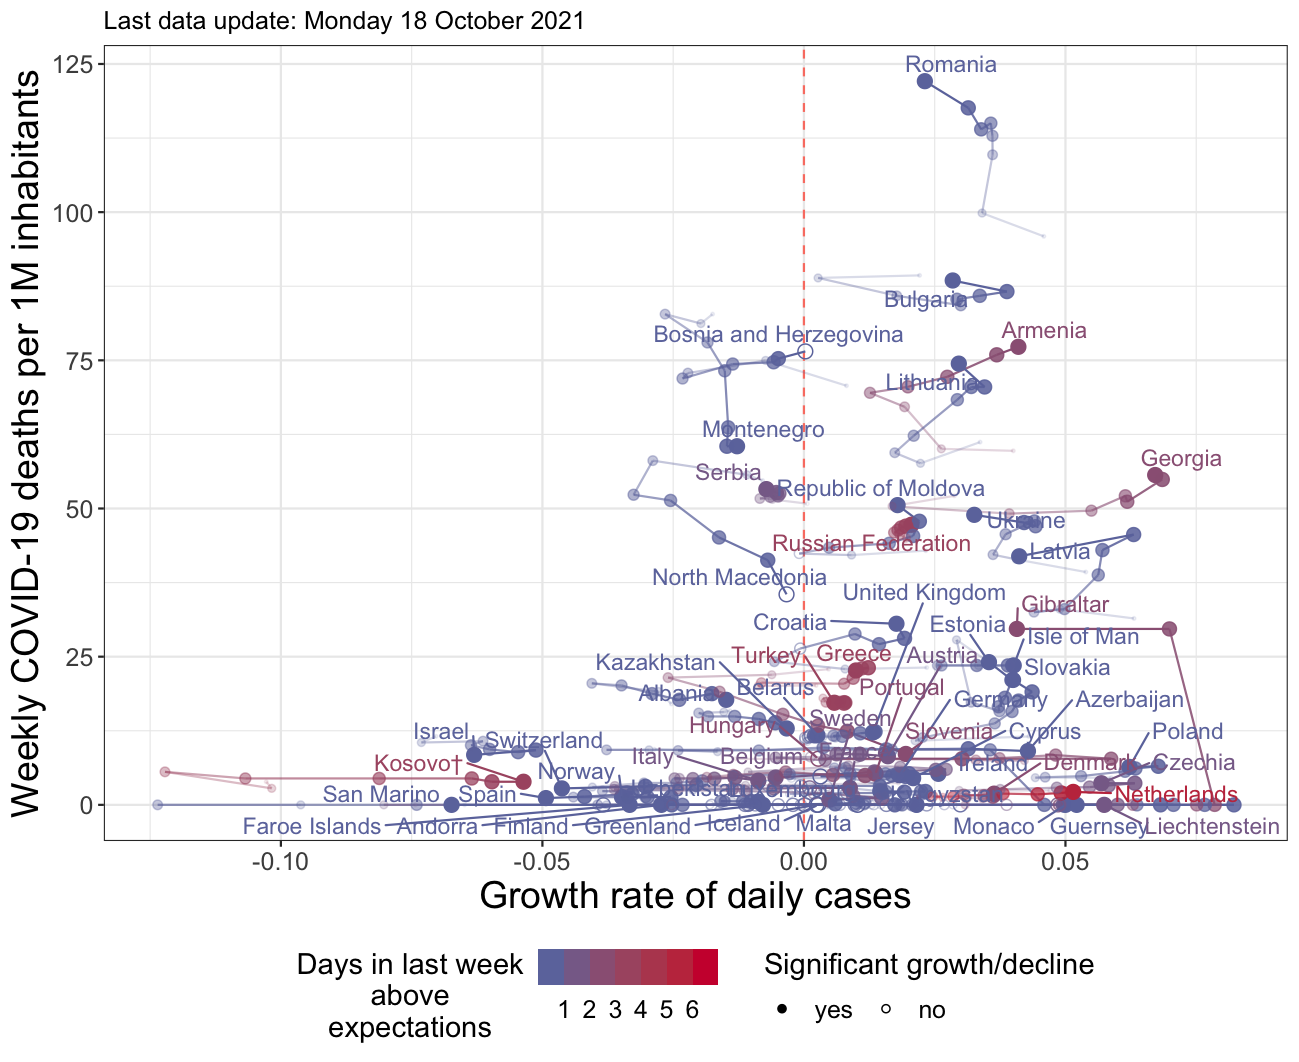 Last data update: Monday 18 October 2021
Weekly COVID-19 deaths per 1M inhabitants
125
100
75
50
25
0
Romania
Bulgaria
Bosnia and Herzegovina
Armenia
Lithuania
Montenegro
Georgia
Serbia
Republic of Moldova
Ukraine
Russian Federation
Latvia
North Macedonia
United Kingdom
Gibraltar
Croatia
Estonia
Isle of Man
Turkey
Greece
Austria
Kazakhstan
Slovakia
Albania
Belarus
Portugal
Germany
Azerbaijan
Hungary
Sweden
Slovenia
Cyprus
Poland
Israel
Switzerland
Italy
Belgium
Ireland
Denmark
Czechia
Kosovo†
Norway
San Marino
Spain
Netherlands
Faroe Islands
Andorra
Finland
Greenland
Iceland
Malta
Jersey
Monaco
Guernsey
Liechtenstein
-0.10
-0.05
0.00
0.05
Growth rate of daily cases
Days in last week
above
expectations
1 2 3 4 5 6
Significant growth/decline
yes
no